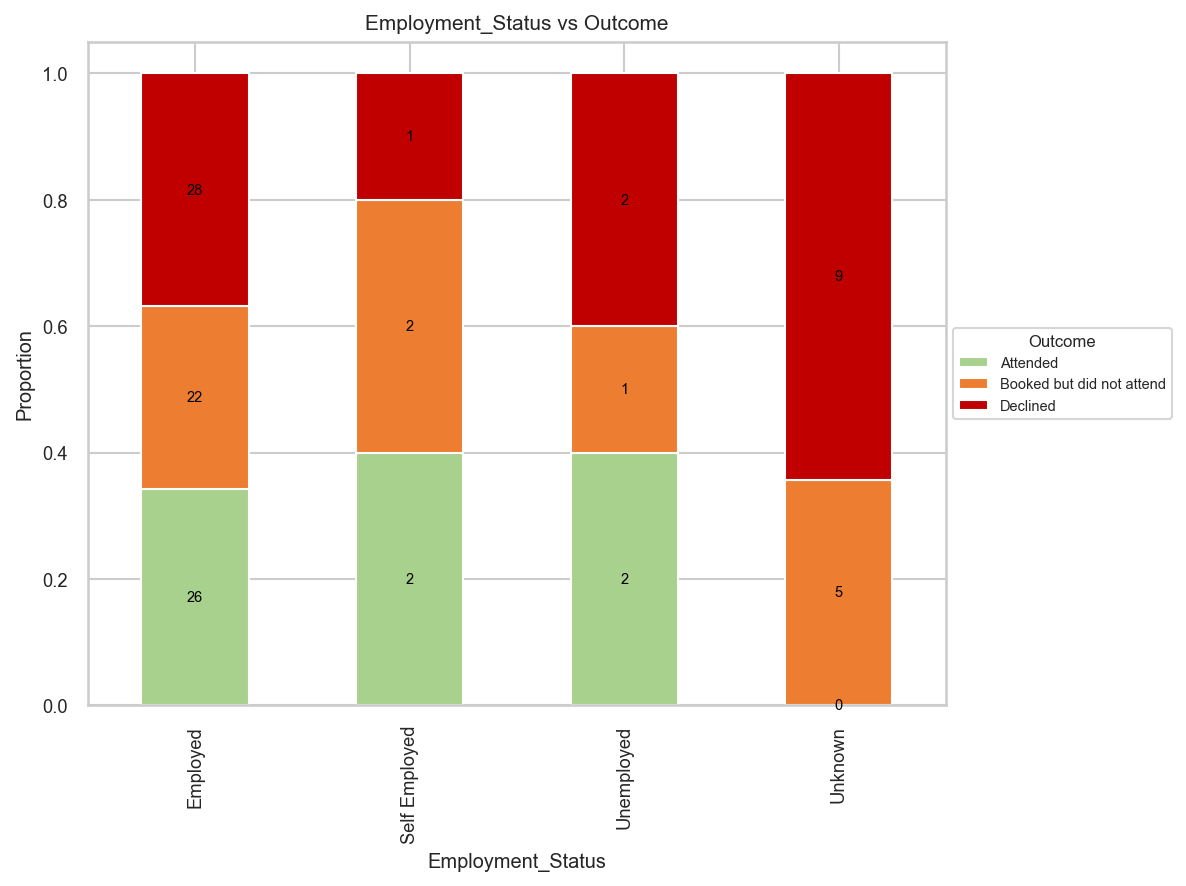 Employment_Status vs Outcome
Proportion
1.0
0.8
0.6
0.4
0.2
0.0
28
22
26
1
2
2
2
1
2
9
5
0
Employed
Self Employed
Unemployed
Unknown
Employment_Status
Outcome
Attended
Booked but did not attend
Declined